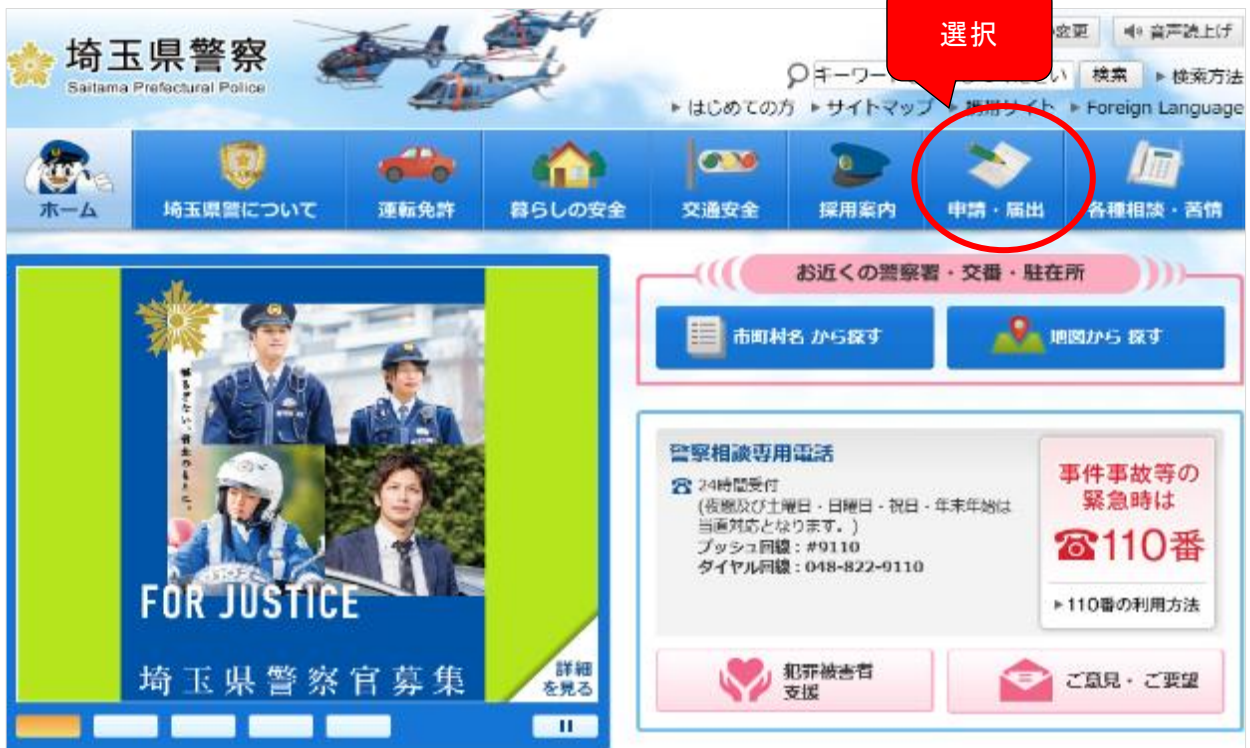 選択
変更
音声読上げ
埼玉県警察
Saitama Prefectural Police
キーワー
検索
検索方法
はじめての方
サイトマップ
携帯サイト
Foreign Language
ホーム
埼玉県警について
運転免許
暮らしの安全
交通安全
採用案内
申請・届出
各種相談・苦情
お近くの警察署・交番・駐在所
市町村名 から探す
地図から 探す
FOR JUSTICE
埼玉県警察官募集
詳細
を見る
警察相談専用電話
24時間受付
(夜間及び土曜日・日曜日・祝日・年末年始は
当直対応となります。)
プッシュ回線：#9110
ダイヤル回線：048-822-9110
事件事故等の
緊急時は
110番
110番の利用方法
犯罪被害者
支援
ご意見・ご要望